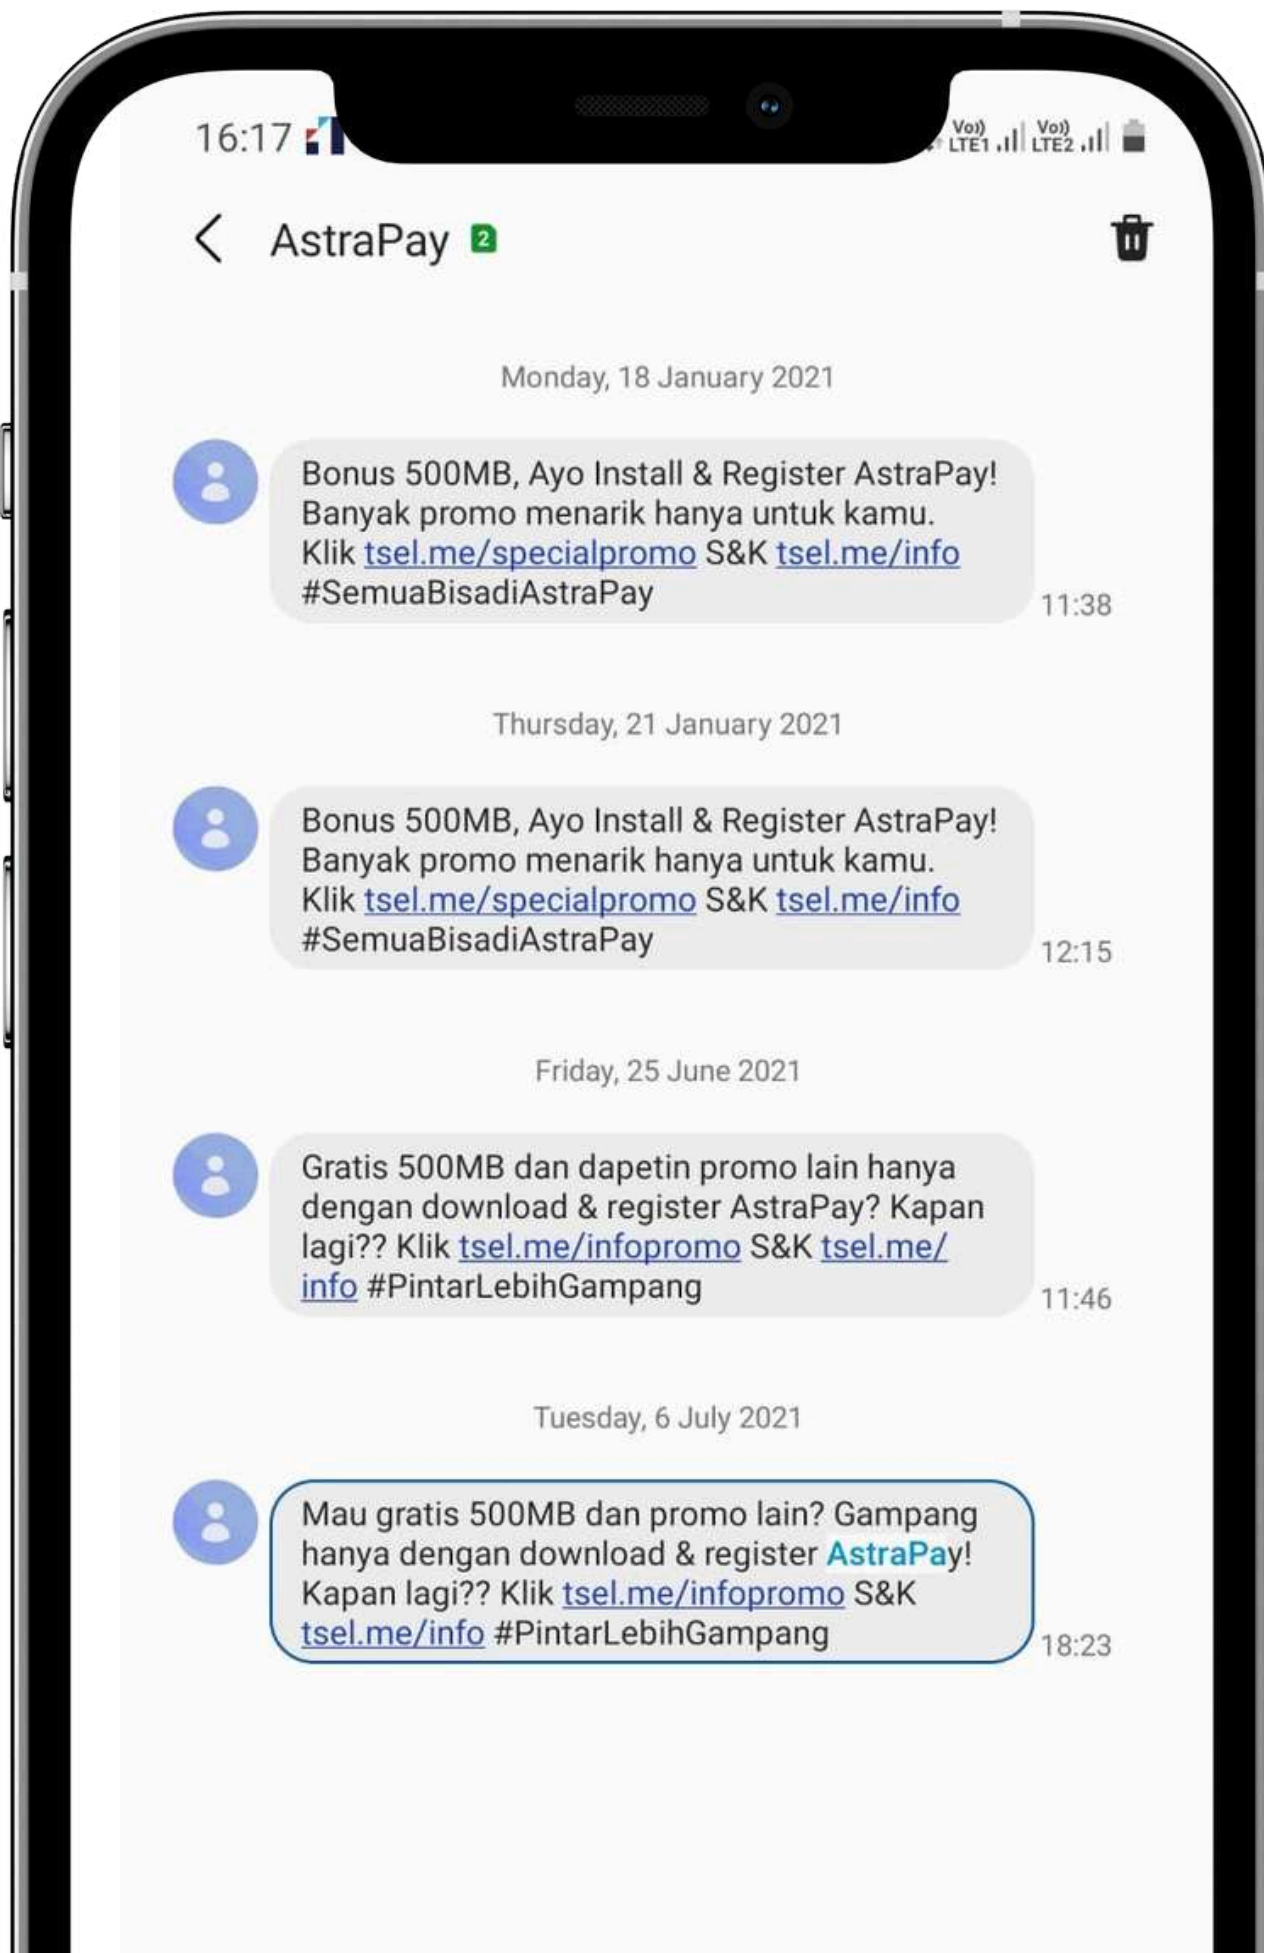 16:17
Vo)) LTE1 Vo)) LTE2
AstraPay 2
Monday, 18 January 2021
Bonus 500MB, Ayo Install & Register AstraPay!
Banyak promo menarik hanya untuk kamu.
Klik tsel.me/specialpromo S&K tsel.me/info
#SemuaBisadiAstraPay
11:38
Thursday, 21 January 2021
Bonus 500MB, Ayo Install & Register AstraPay!
Banyak promo menarik hanya untuk kamu.
Klik tsel.me/specialpromo S&K tsel.me/info
#SemuaBisadiAstraPay
12:15
Friday, 25 June 2021
Gratis 500MB dan dapetin promo lain hanya
dengan download & register AstraPay? Kapan
lagi?? Klik tsel.me/infopromo S&K tsel.me/
info #PintarLebihGampang
11:46
Tuesday, 6 July 2021
Mau gratis 500MB dan promo lain? Gampang
hanya dengan download & register AstraPay!
Kapan lagi?? Klik tsel.me/infopromo S&K
tsel.me/info #PintarLebihGampang
18:23